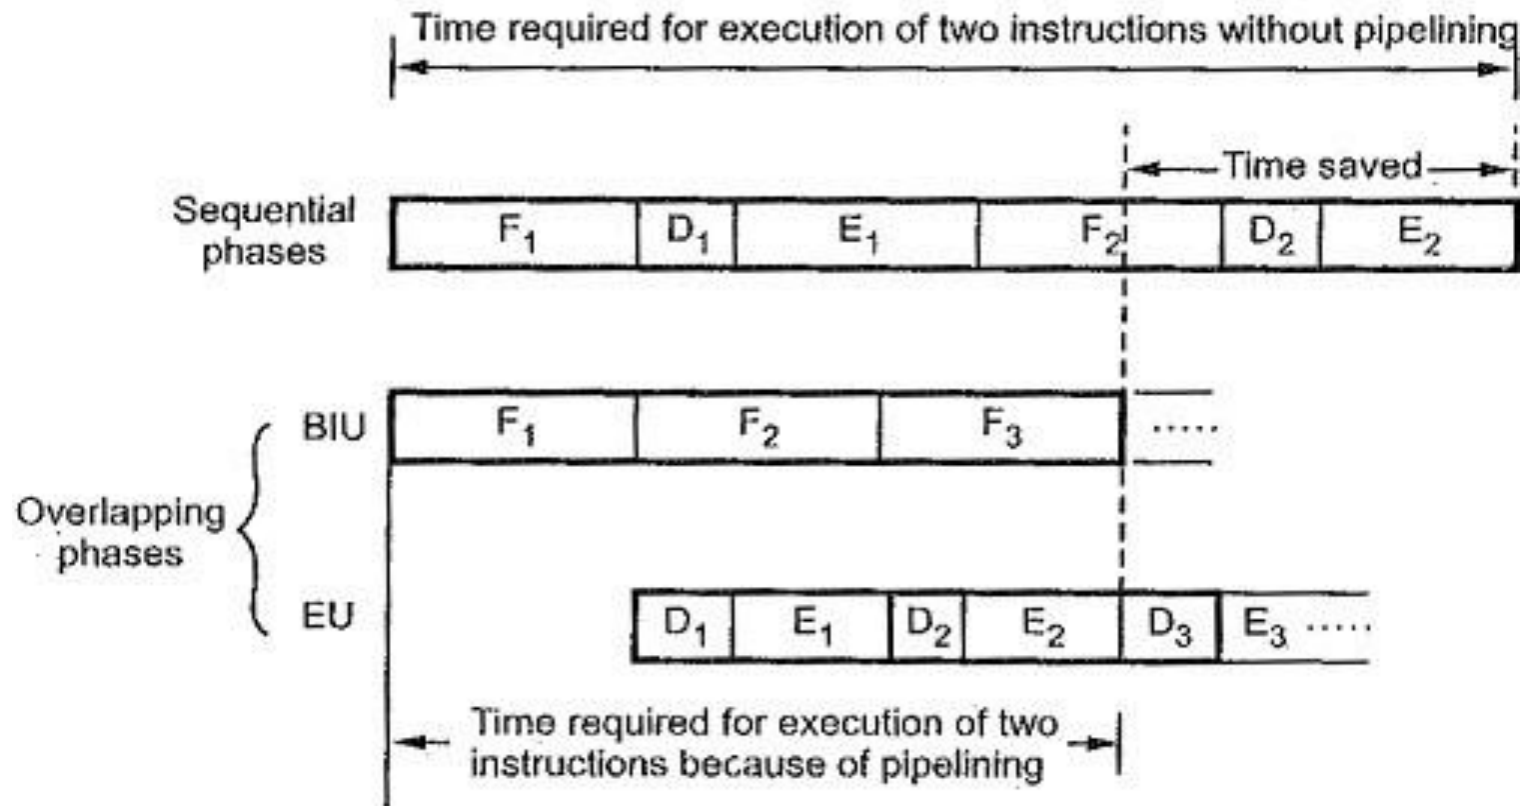 Time required for execution of two instructions without pipelining
Time saved
Sequential
phases
F₁ D₁ E₁ F₂ D₂ E₂
BIU
F₁ F₂ F₃ .....
Overlapping
phases
EU
D₁ E₁ D₂ E₂ D₃ E₃ .....
Time required for execution of two
instructions because of pipelining